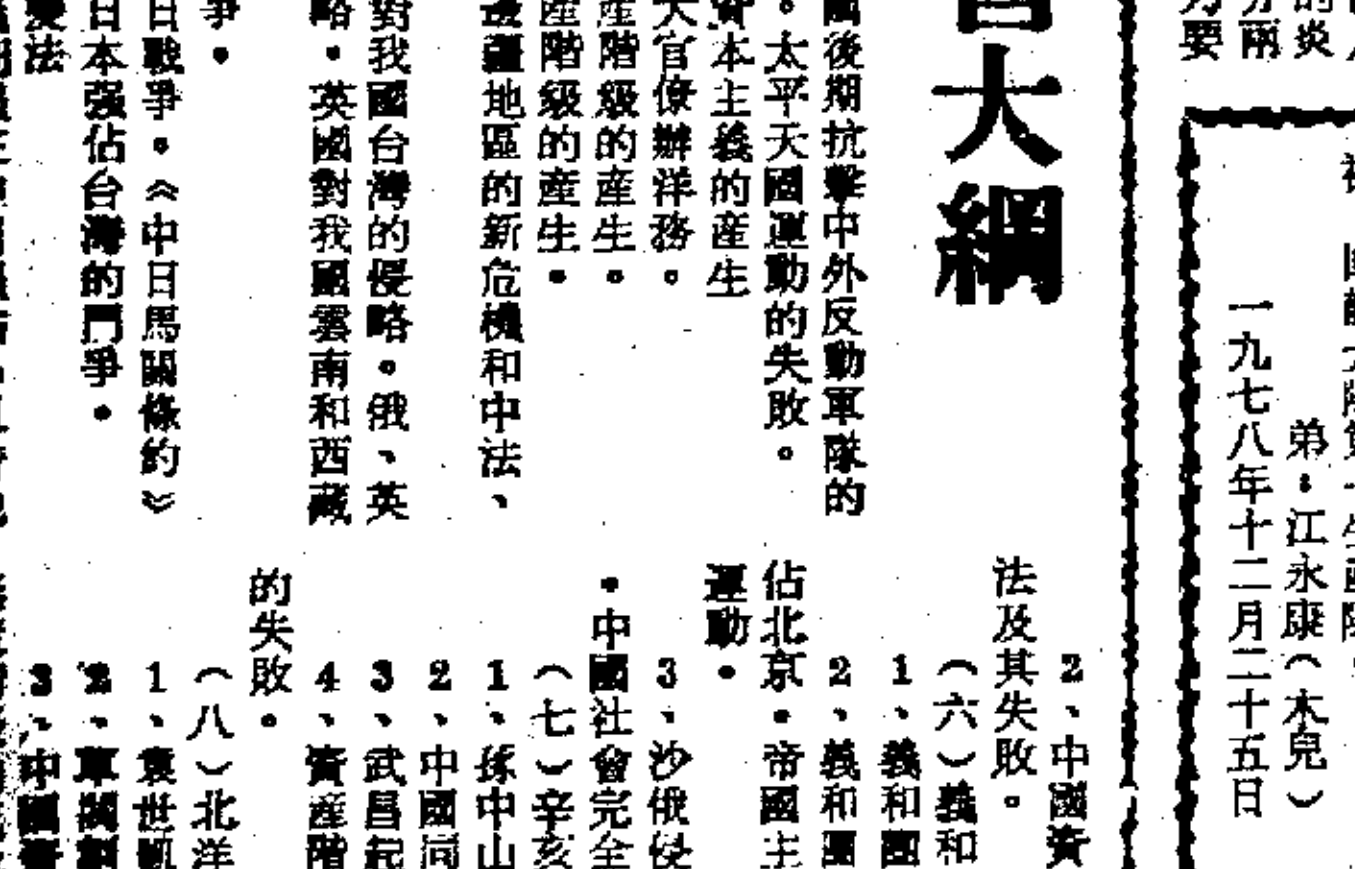 為要
分兩
的炎
弟：江永康（木兒）
一九七八年十二月二十五日
大綱
國後期抗擊中外反動軍隊的
。太平天國運動的失敗。
資本主義的產生
大官僚辦洋務。
產階級的產生。
產階級的產生。
邊疆地區的新危機和中法、
對我國台灣的侵略。俄、英
略。英國對我國雲南和西藏
爭。
日戰爭。《中日馬關條約》
日本强佔台灣的鬥爭。
變法
2、中國資
法及其失敗。
（六）義和
1、義和團
2、義和團
佔北京。帝國主
運動。
3、沙俄侵
。中國社會完全
（七）辛亥
1、孫中山
2、中國同
3、武昌起
4、資產階
的失敗。
（八）北洋
1、袁世凱
2、軍閥割
3、中國資